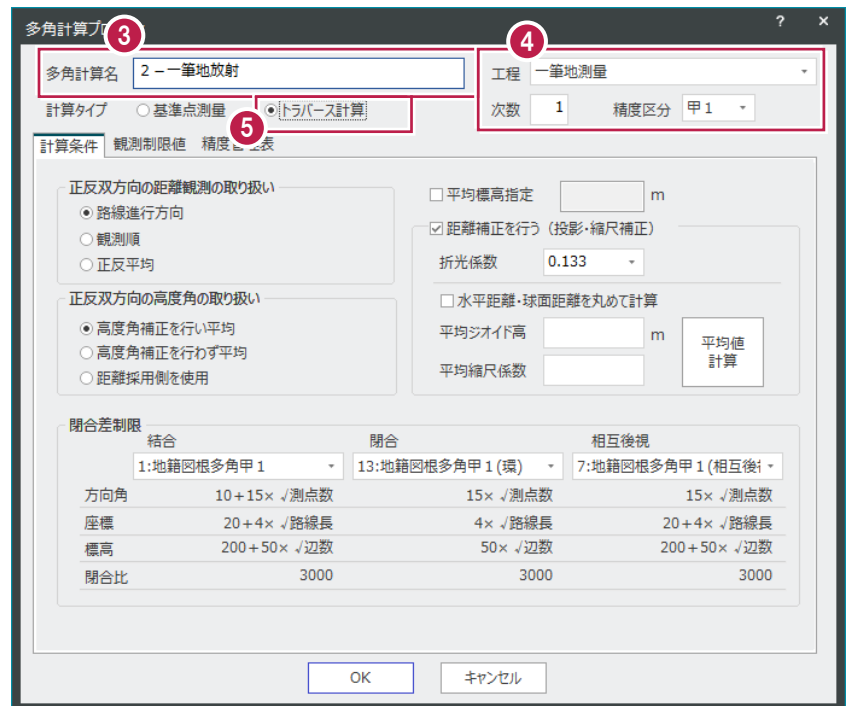 多角計算プロ
? ×
3
4
多角計算名 2 －一筆地放射
工程 一筆地測量
計算タイプ 基準点測量 トラバース計算
次数 1 精度区分 甲1
5
計算条件 観測制限値 精度管理表
正反双方向の距離観測の取り扱い
路線進行方向
観測順
正反平均
平均標高指定 m
距離補正を行う (投影・縮尺補正)
折光係数 0.133
正反双方向の高度角の取り扱い
高度角補正を行い平均
高度角補正を行わず平均
距離採用側を使用
水平距離・球面距離を丸めて計算
平均ジオイド高 m
平均縮尺係数
平均値
計算
閉合差制限
結合 閉合 相互後視
1:地籍図根多角甲1 13:地籍図根多角甲1(環) 7:地籍図根多角甲1(相互後
方向角 10+15× √測点数 15× √測点数 15× √測点数
座標 20+4× √路線長 4× √路線長 20+4× √路線長
標高 200+50× √辺数 50× √辺数 200+50× √辺数
閉合比 3000 3000 3000
OK キャンセル